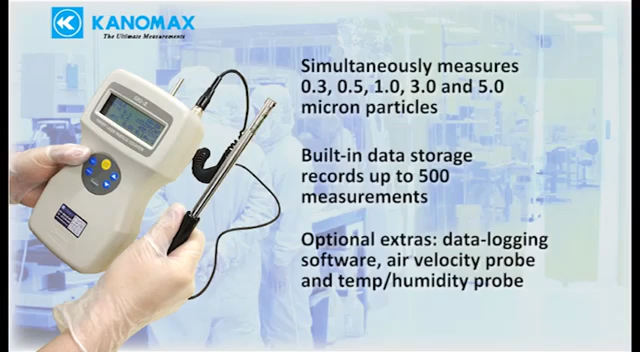 KANOMAX
The Ultimate Measurements
Simultaneously measures
0.3, 0.5, 1.0, 3.0 and 5.0
micron particles
Built-in data storage
records up to 500
measurements
Optional extras: data-logging
software, air velocity probe
and temp/humidity probe